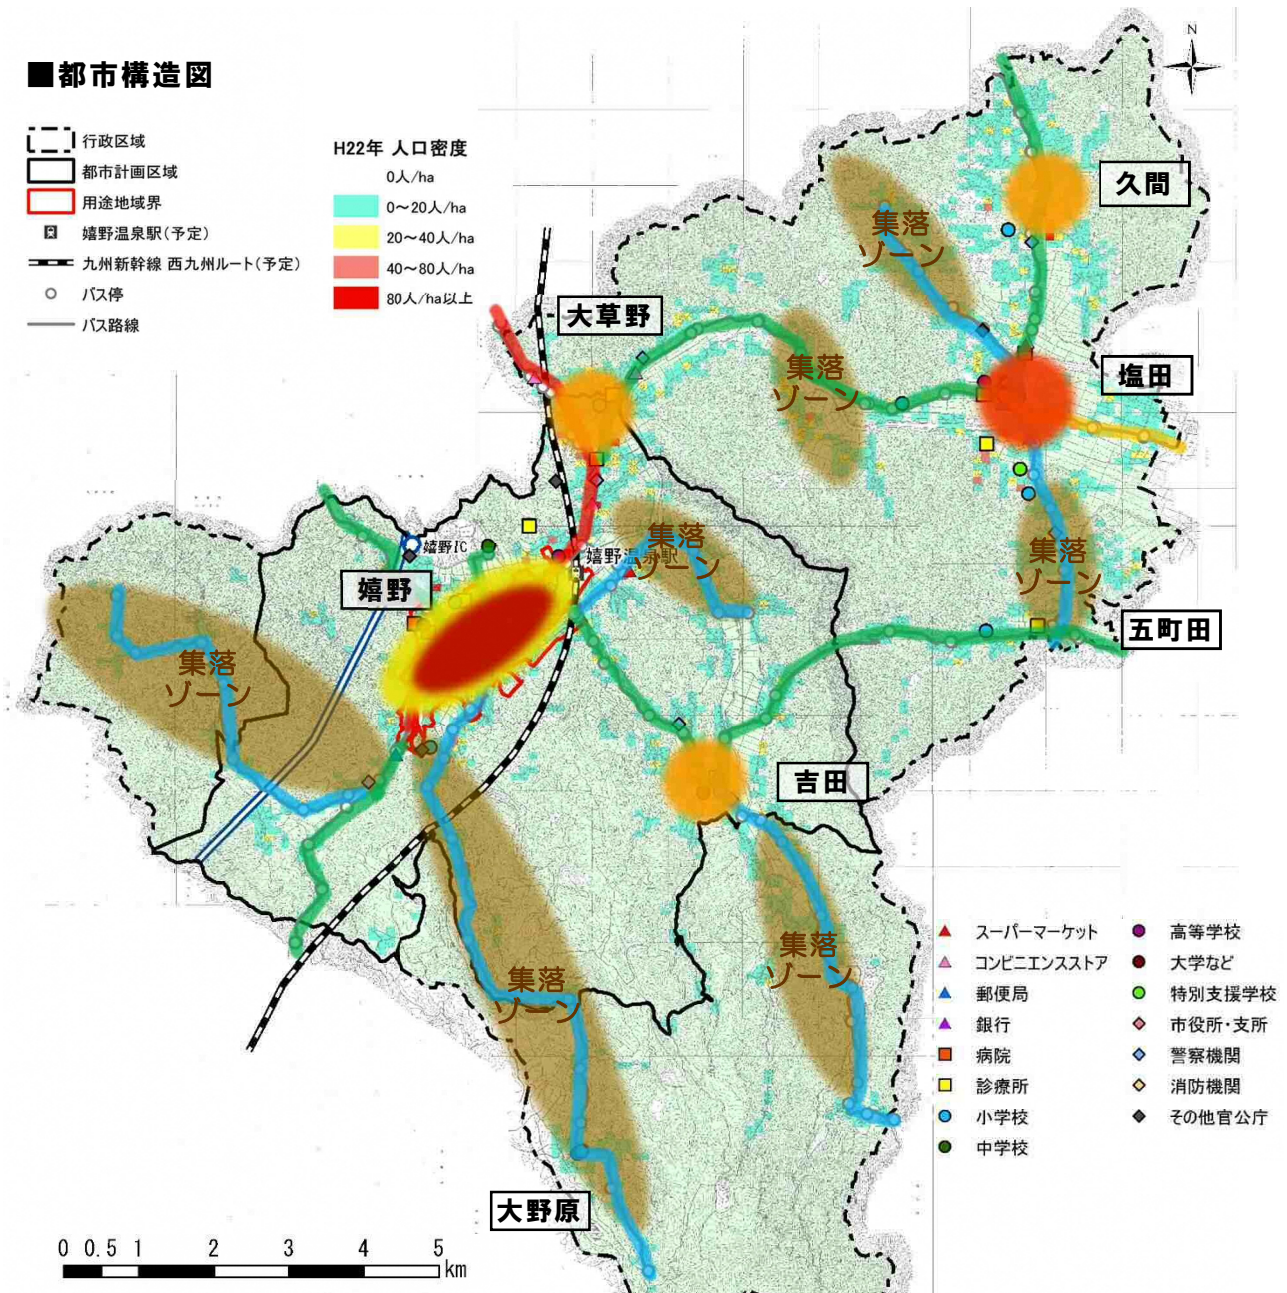 ■都市構造図
行政区域
都市計画区域
用途地域界
嬉野温泉駅(予定)
九州新幹線 西九州ルート(予定)
バス停
バス路線
H22年 人口密度
0人/ha
0～20人/ha
20～40人/ha
40～80人/ha
80人/ha以上
N
久間
集落
ゾーン
大草野
集落
ゾーン
塩田
集落
ゾーン
嬉野IC
嬉野温泉駅
集落
ゾーン
嬉野
五町田
集落
ゾーン
吉田
集落
ゾーン
集落
ゾーン
大野原
スーパーマーケット
コンビニエンスストア
郵便局
銀行
病院
診療所
小学校
中学校
高等学校
大学など
特別支援学校
市役所・支所
警察機関
消防機関
その他官公庁
0 0.5 1 2 3 4 5
km